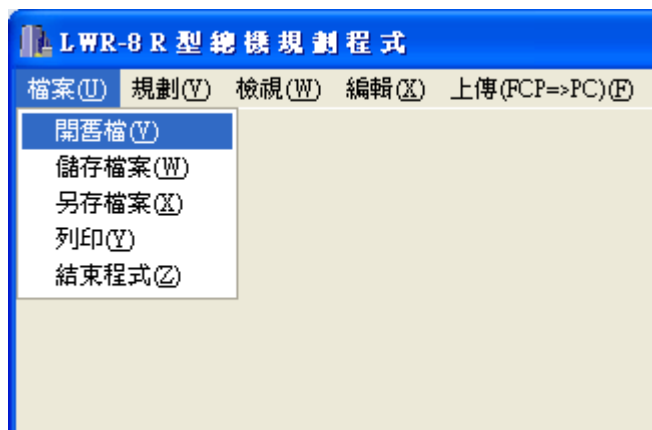 LWR-8 R 型總機規劃程式
檔案(U) 規劃(V) 檢視(W) 編輯(X) 上傳(FCP=>PC)(F)
開舊檔(V)
儲存檔案(W)
另存檔案(X)
列印(Y)
結束程式(Z)